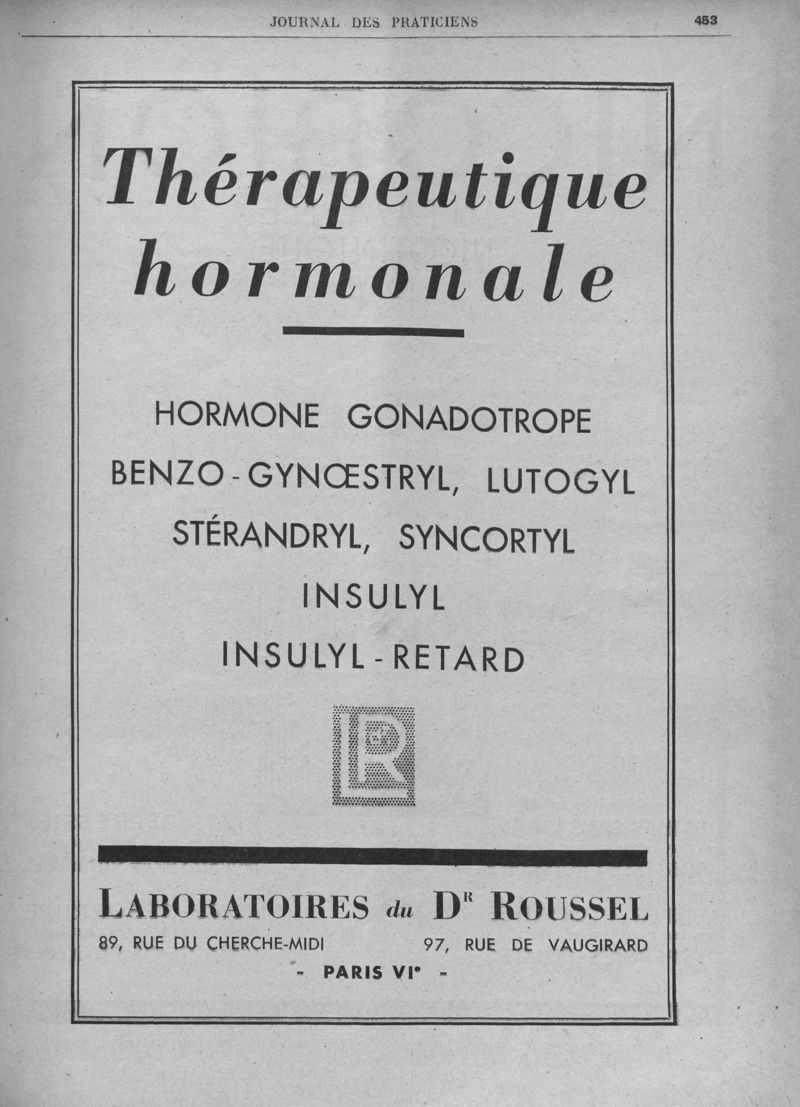 JOURNAL DES PRATICIENS
453
Thérapeutique
hormonale
HORMONE GONADOTROPE
BENZO-GYNŒSTRYL, LUTOGYL
STÉRANDRYL, SYNCORTYL
INSULYL
INSULYL-RETARD
LR
LABORATOIRES du DR ROUSSEL
89, RUE DU CHERCHE-MIDI 97, RUE DE VAUGIRARD
- PARIS VIe -